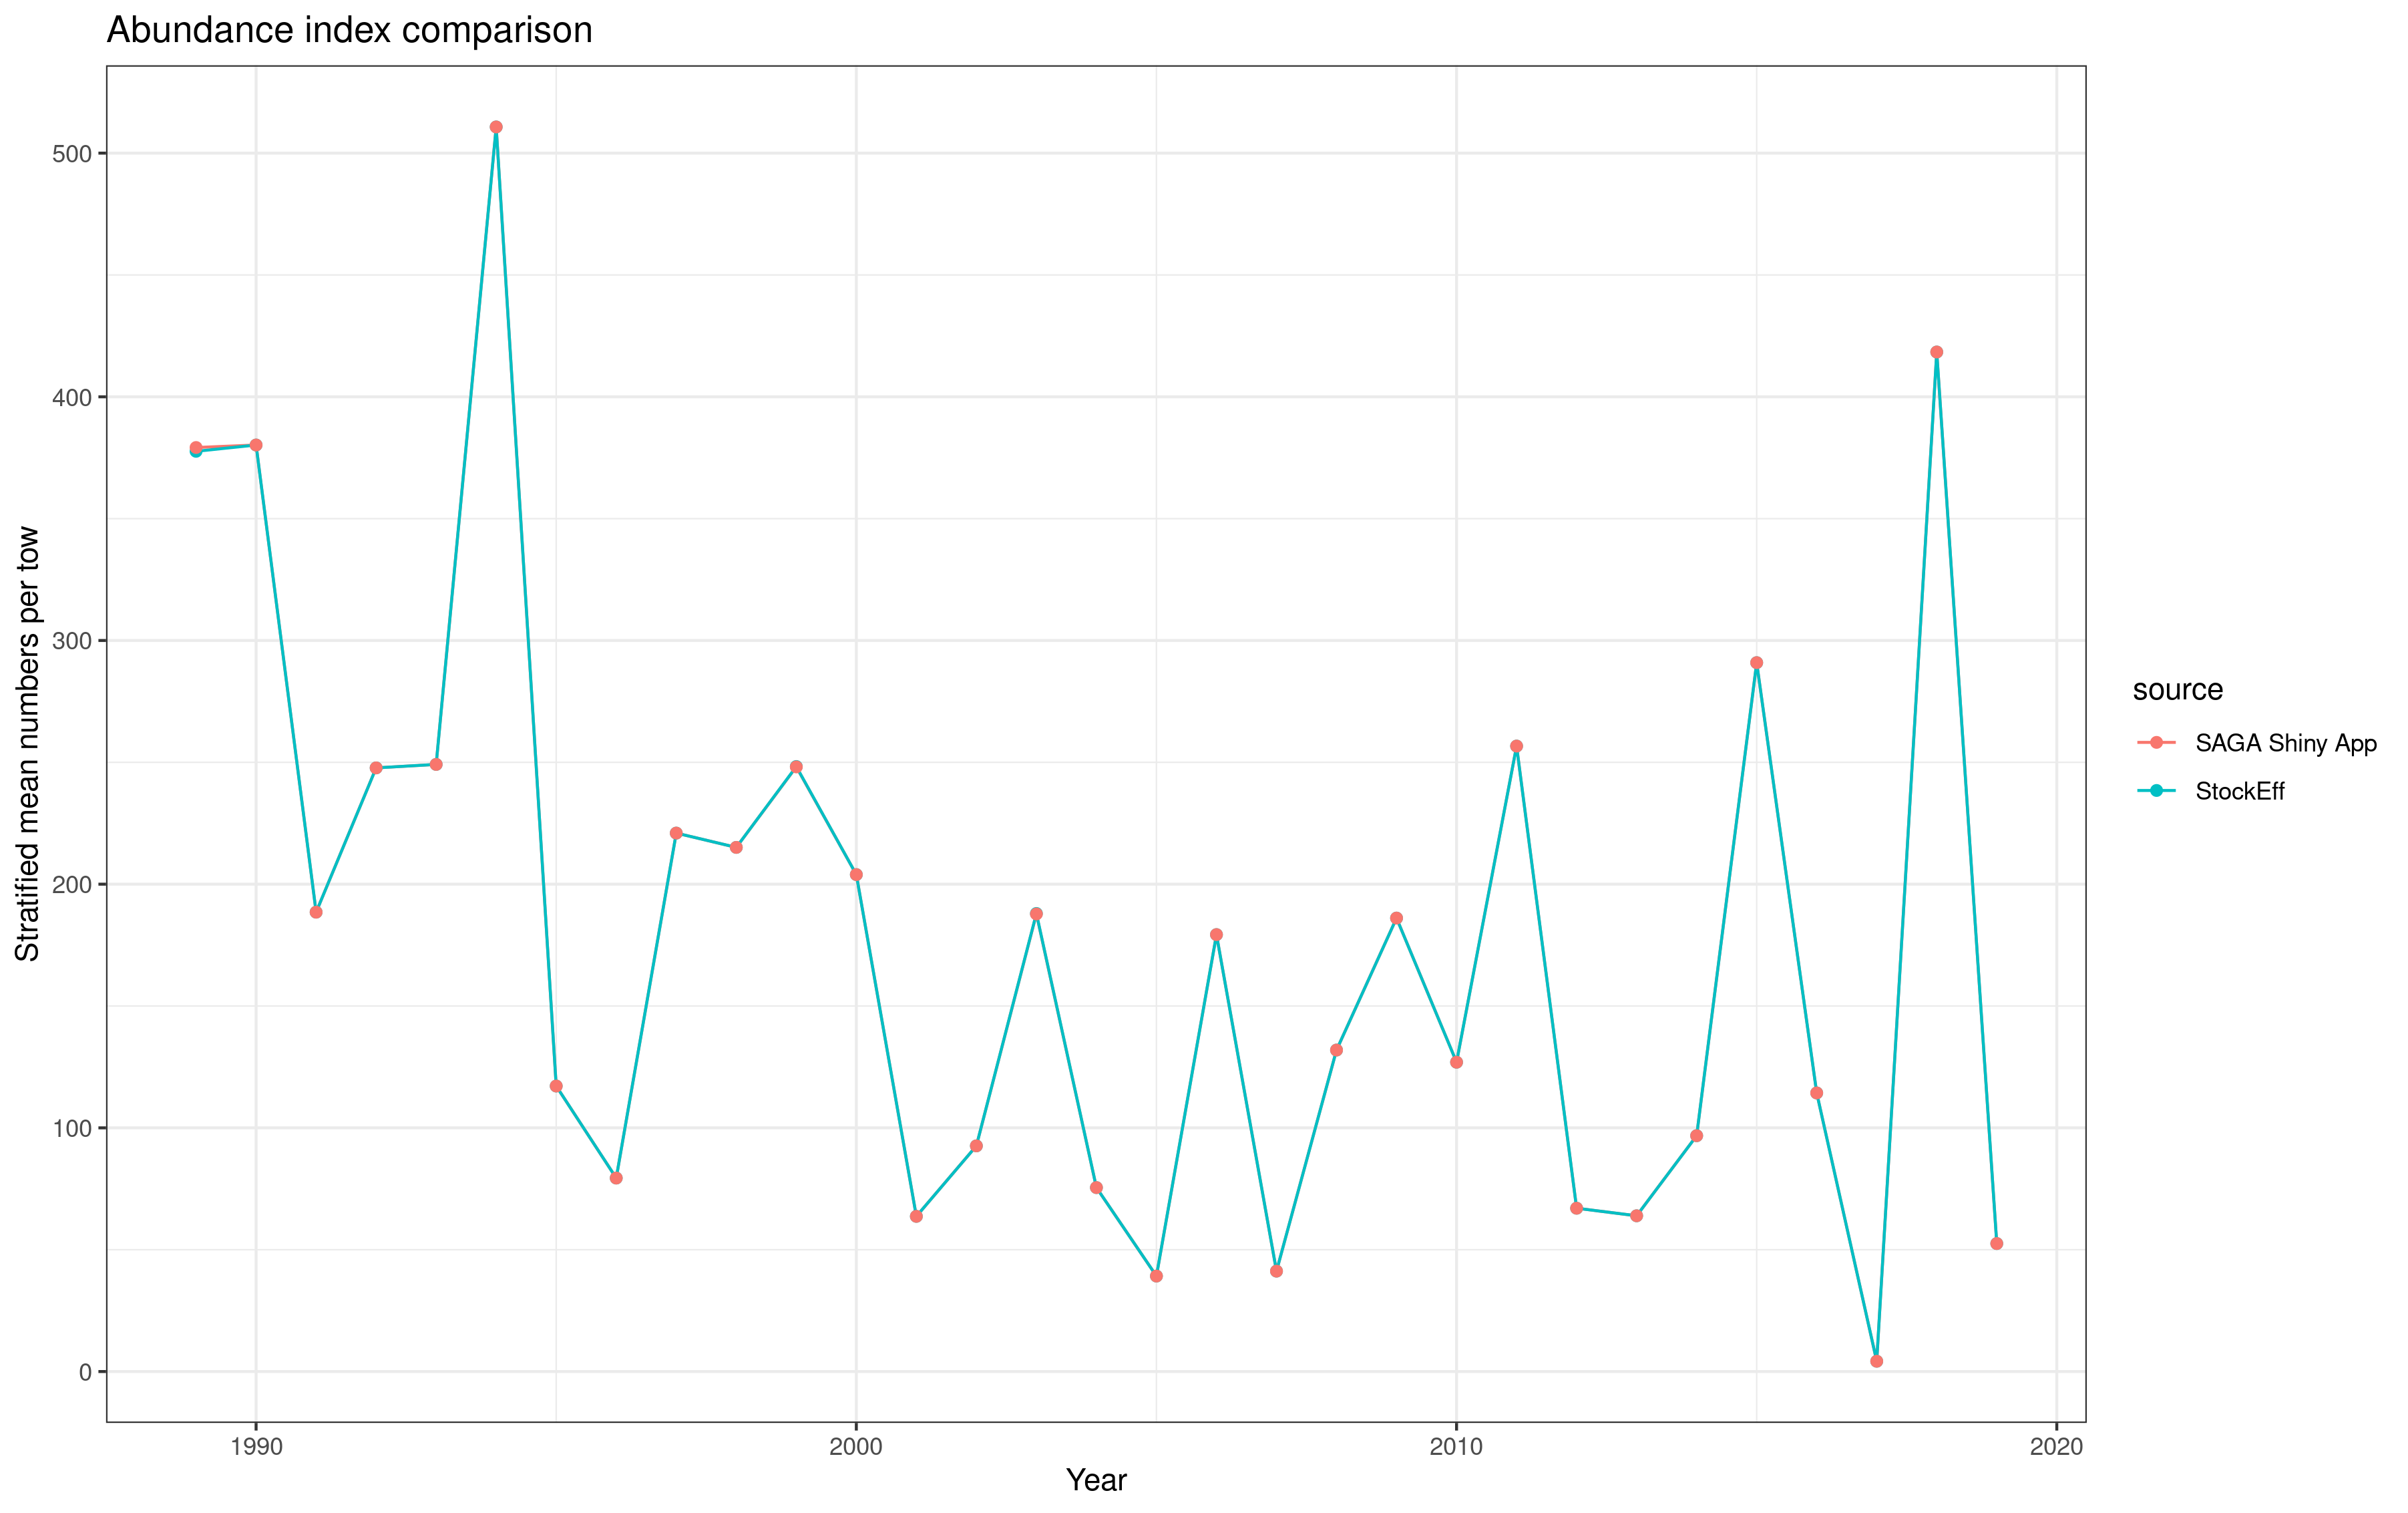 Abundance index comparison
Stratified mean numbers per tow
500
400
300
200
100
0
1990
2000
2010
2020
Year
source
SAGA Shiny App
StockEff